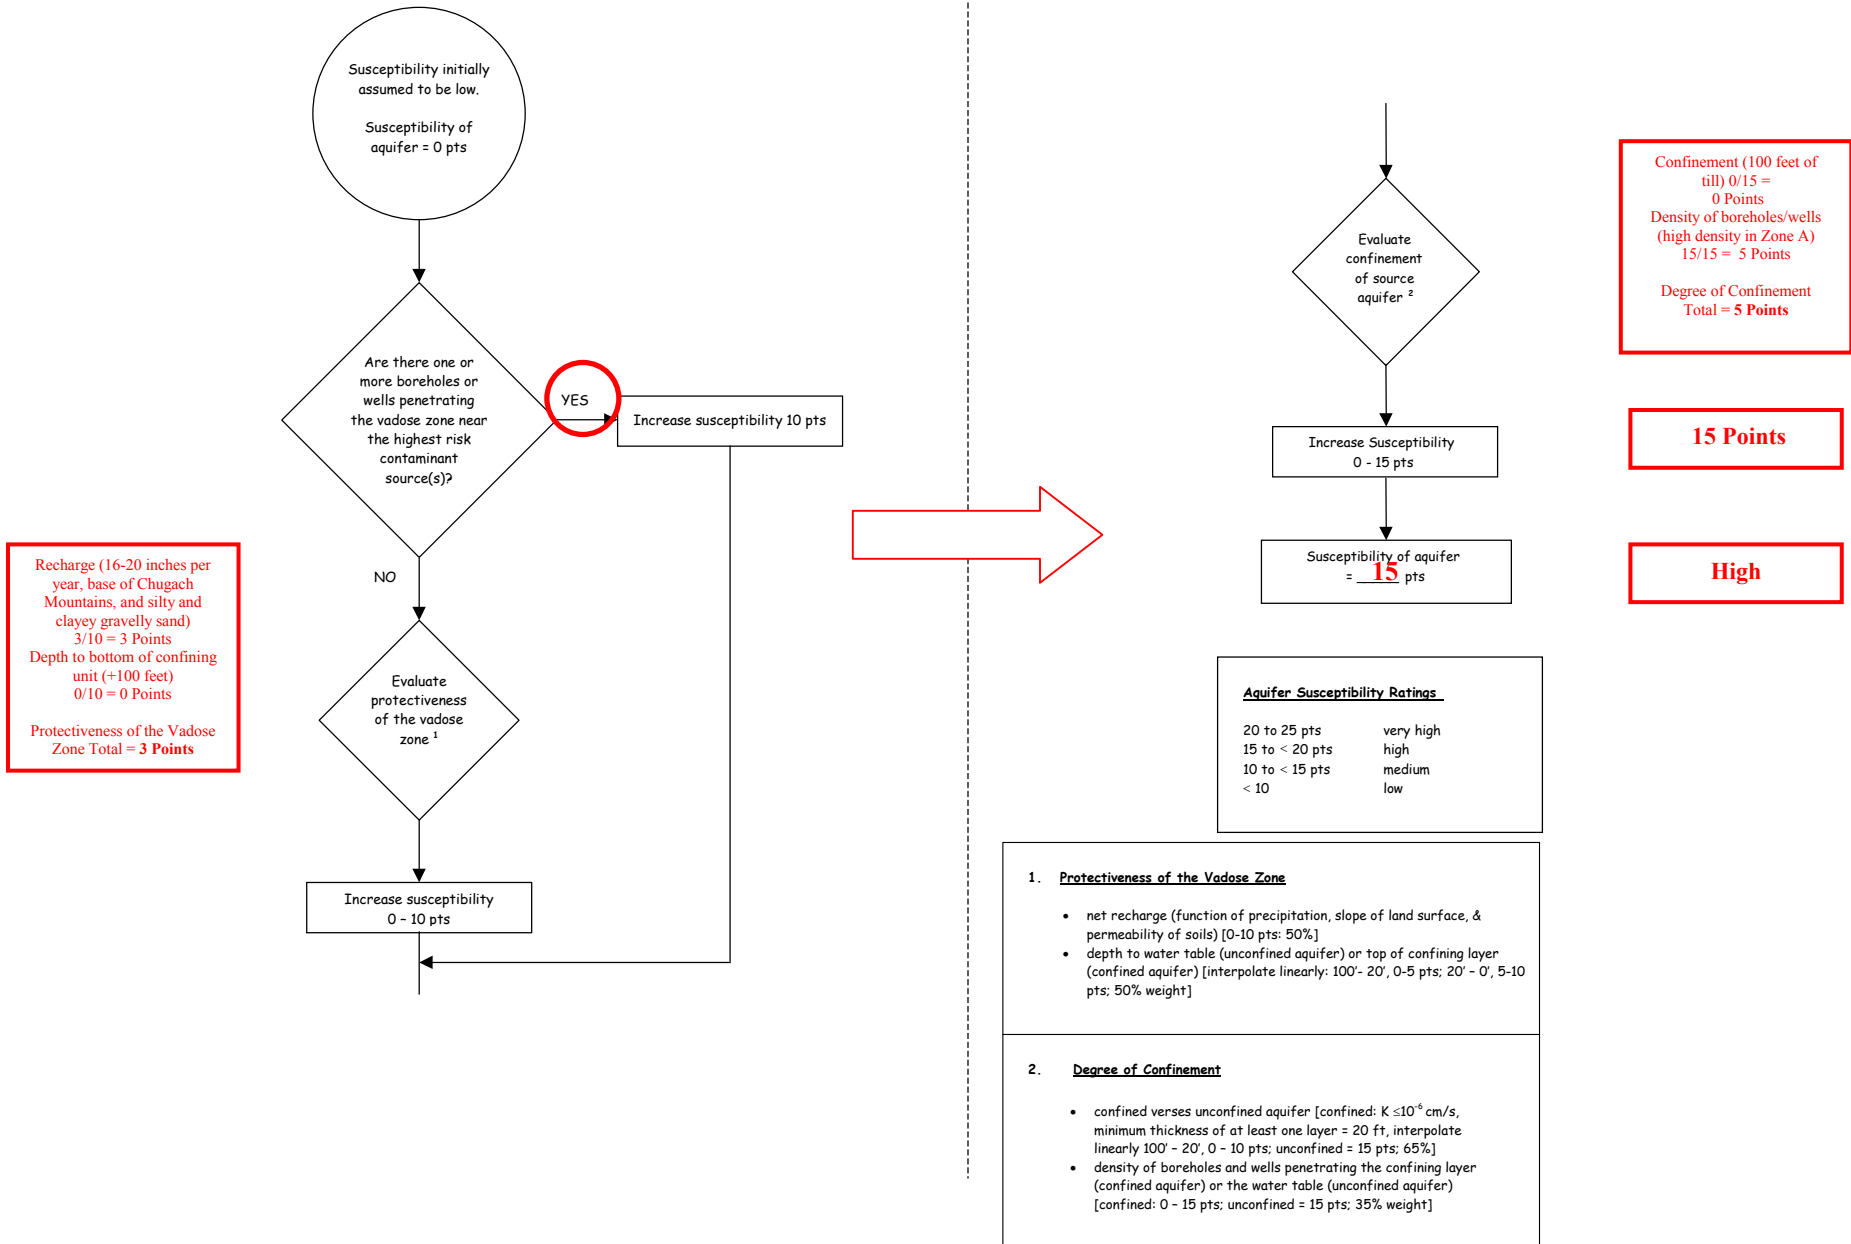 Susceptibility initially
assumed to be low.
Susceptibility of
aquifer = 0 pts
Are there one or
more boreholes or
wells penetrating
the vadose zone near
the highest risk
contaminant
source(s)?
YES
Increase susceptibility 10 pts
NO
Recharge (16-20 inches per
year, base of Chugach
Mountains, and silty and
clayey gravelly sand)
3/10 = 3 Points
Depth to bottom of confining
unit (+100 feet)
0/10 = 0 Points
Protectiveness of the Vadose
Zone Total = 3 Points
Evaluate
protectiveness
of the vadose
zone ¹
Increase susceptibility
0 – 10 pts
Evaluate
confinement
of source
aquifer ²
Confinement (100 feet of
till) 0/15 =
0 Points
Density of boreholes/wells
(high density in Zone A)
15/15 = 5 Points
Degree of Confinement
Total = 5 Points
Increase Susceptibility
0 - 15 pts
15 Points
Susceptibility of aquifer
= 15 pts
High
Aquifer Susceptibility Ratings
20 to 25 pts very high
15 to < 20 pts high
10 to < 15 pts medium
< 10 low
1. Protectiveness of the Vadose Zone
• net recharge (function of precipitation, slope of land surface, &
permeability of soils) [0-10 pts: 50%]
• depth to water table (unconfined aquifer) or top of confining layer
(confined aquifer) [interpolate linearly: 100'- 20', 0-5 pts; 20' – 0', 5-10
pts; 50% weight]
2. Degree of Confinement
• confined verses unconfined aquifer [confined: K ≤10⁻⁶ cm/s,
minimum thickness of at least one layer = 20 ft, interpolate
linearly 100' – 20', 0 – 10 pts; unconfined = 15 pts; 65%]
• density of boreholes and wells penetrating the confining layer
(confined aquifer) or the water table (unconfined aquifer)
[confined: 0 – 15 pts; unconfined = 15 pts; 35% weight]